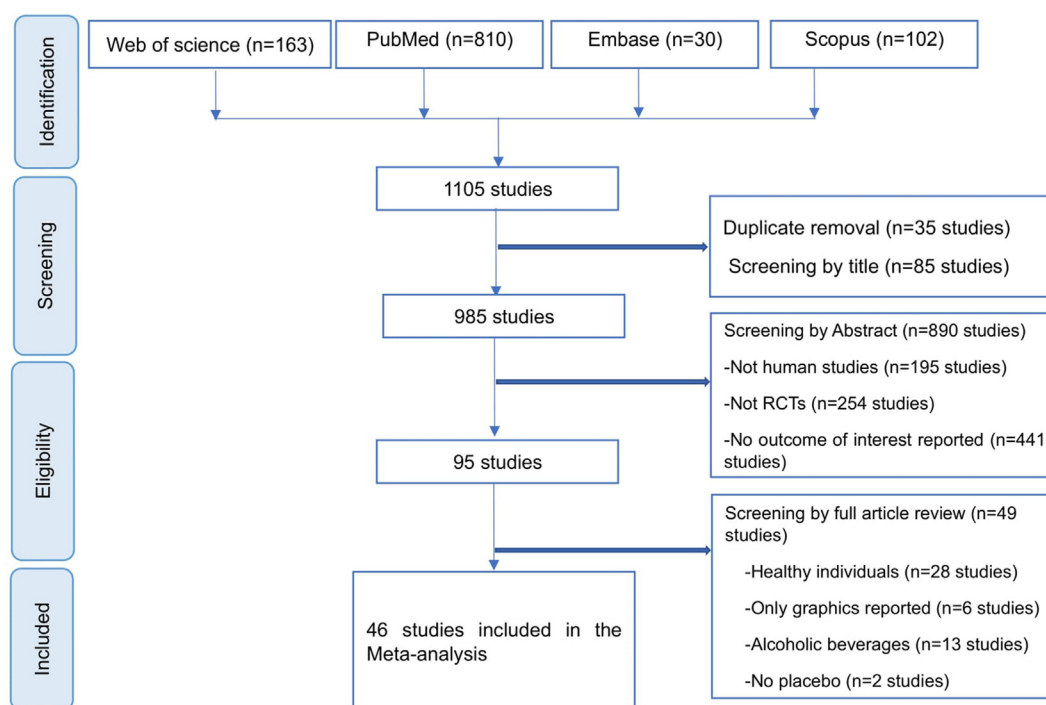 Identification
Web of science (n=163)
PubMed (n=810)
Embase (n=30)
Scopus (n=102)
Screening
1105 studies
Duplicate removal (n=35 studies)
Screening by title (n=85 studies)
985 studies
Screening by Abstract (n=890 studies)
-Not human studies (n=195 studies)
-Not RCTs (n=254 studies)
-No outcome of interest reported (n=441
studies)
Eligibility
95 studies
Screening by full article review (n=49
studies)
-Healthy individuals (n=28 studies)
-Only graphics reported (n=6 studies)
-Alcoholic beverages (n=13 studies)
-No placebo (n=2 studies)
Included
46 studies included in the
Meta-analysis